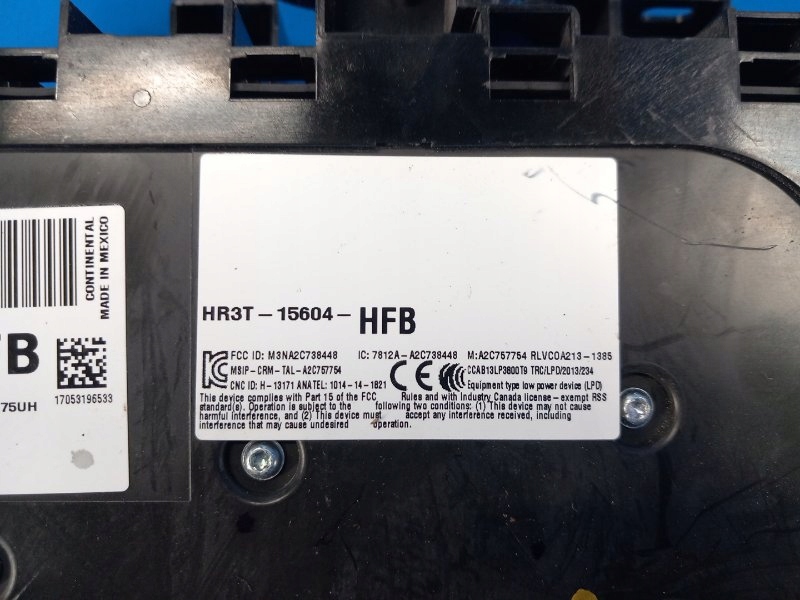 CONTINENTAL
MADE IN MEXICO
FB
75UH
17053196533
HR3T-15604-HFB
FCC ID: M3NA2C738448 IC: 7812A-A2C738448 M:A2C757754 RLVCOA213-1385
MSIP-CRM-TAL-A2C757754 CCAB13LP3800T9 TRC/LPD/2013/234
CNC ID: H-13171 ANATEL: 1014-14-1821 CE Equipment type low power device (LPD)
This device complies with Part 15 of the FCC Rules and with Industry Canada license-exempt RSS
standard(s). Operation is subject to the following two conditions: (1) This device may not cause
harmful interference, and (2) This device must accept any interference received, including
interference that may cause undesired operation.